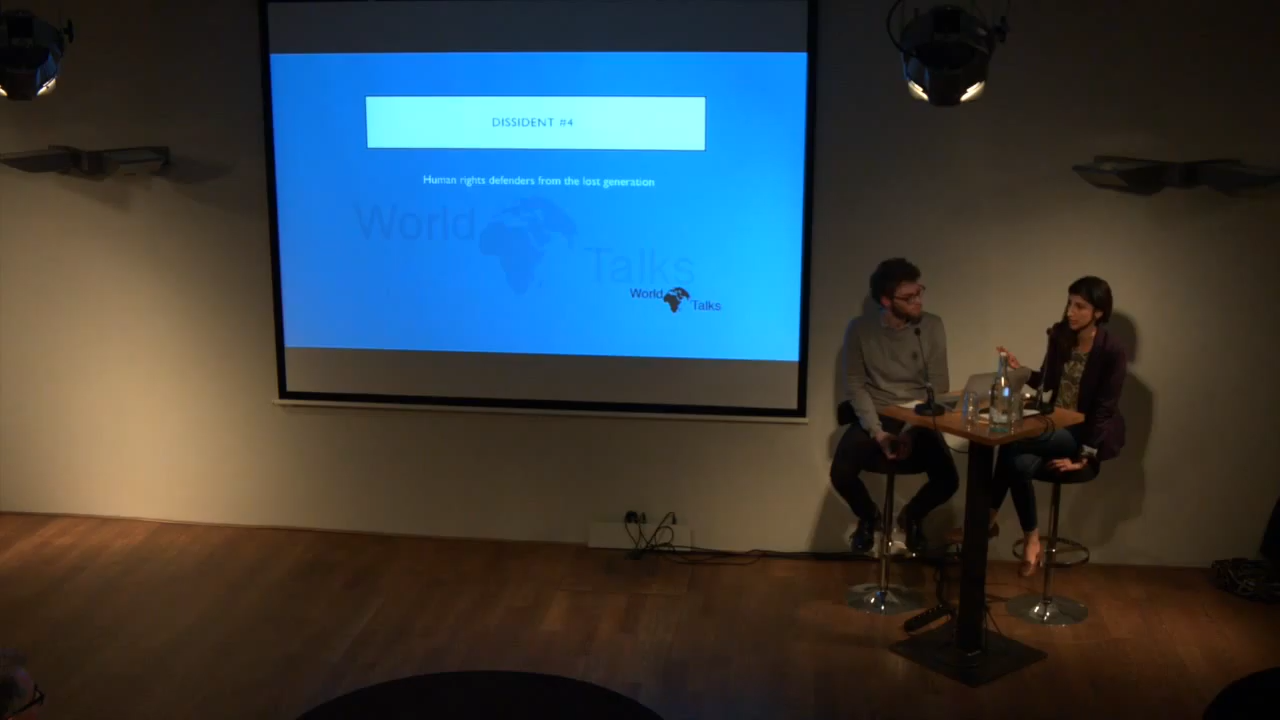 DISSIDENT #4
Human rights defenders from the lost generation
World
Talks
World
Talks